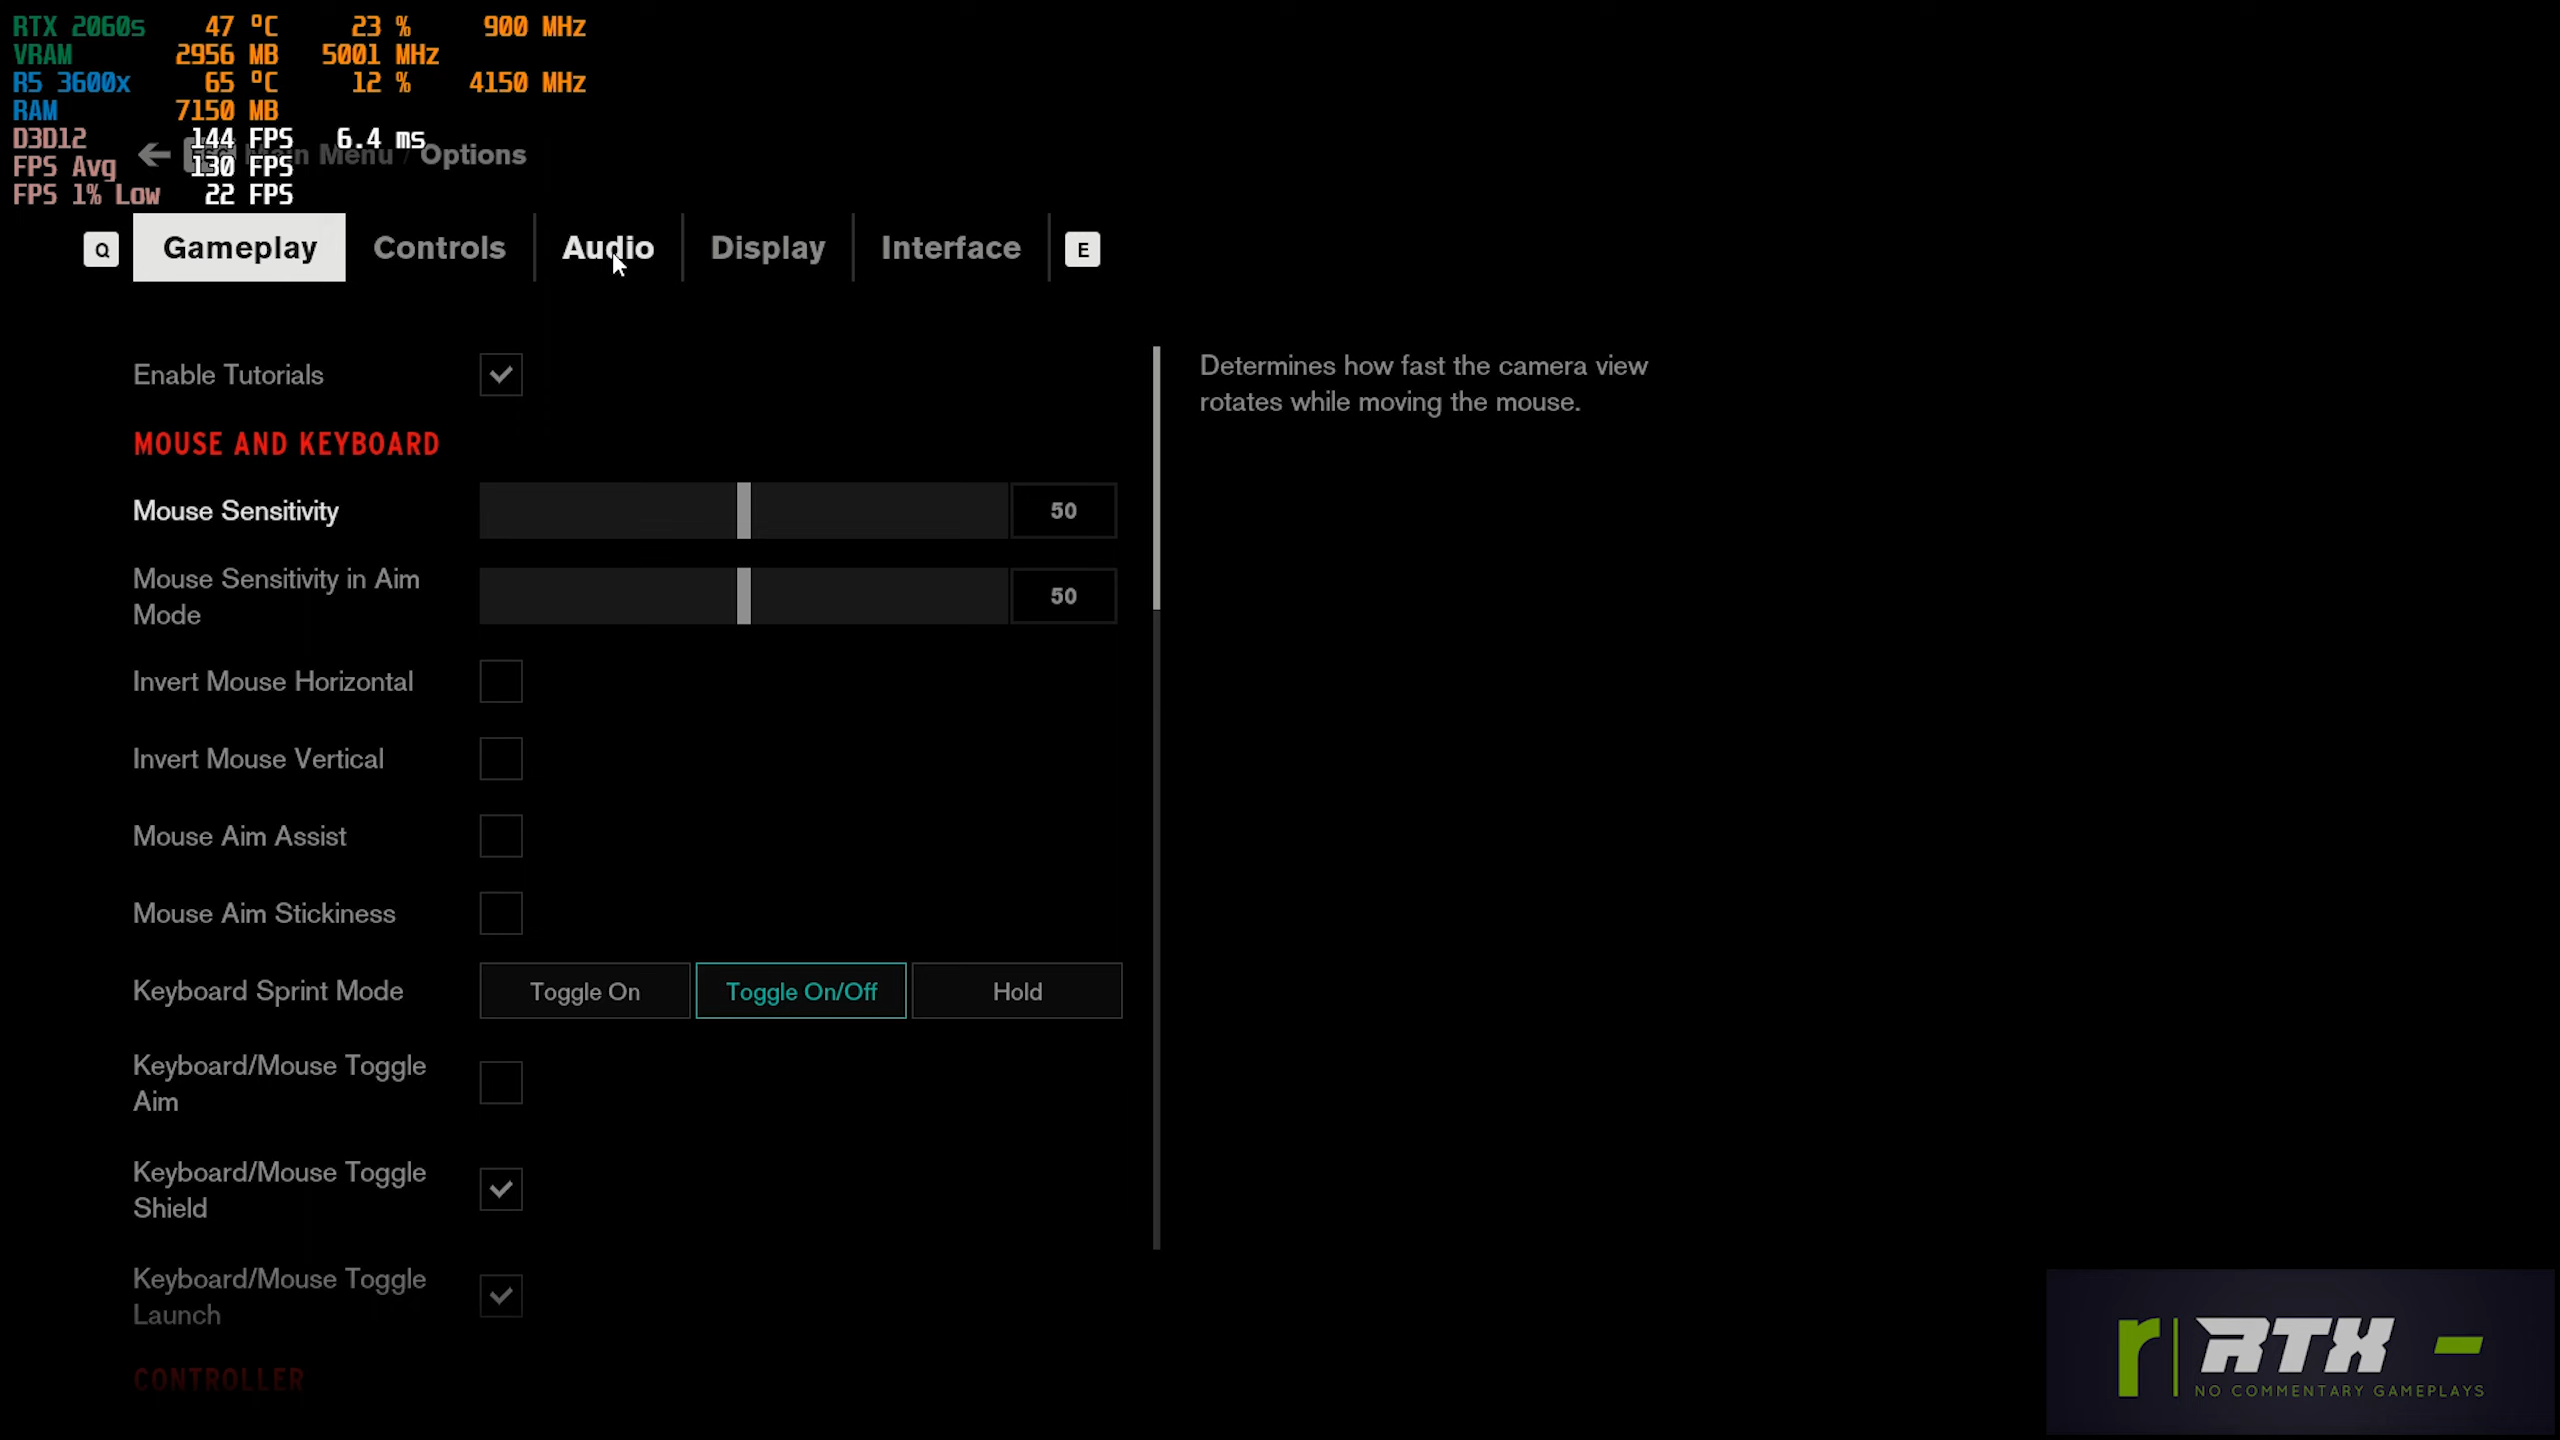 RTX 2060s 47 °C 23 % 900 MHz
VRAM 2956 MB 5001 MHz
R5 3600x 65 °C 12 % 4150 MHz
RAM 7150 MB
D3D12 144 FPS 6.4 ms
FPS Avg 130 FPS
FPS 1% Low 22 FPS
Main Menu / Options
Q Gameplay Controls Audio Display Interface E
Enable Tutorials
MOUSE AND KEYBOARD
Mouse Sensitivity 50
Mouse Sensitivity in Aim
Mode 50
Invert Mouse Horizontal
Invert Mouse Vertical
Mouse Aim Assist
Mouse Aim Stickiness
Keyboard Sprint Mode Toggle On Toggle On/Off Hold
Keyboard/Mouse Toggle
Aim
Keyboard/Mouse Toggle
Shield
Keyboard/Mouse Toggle
Launch
CONTROLLER
Determines how fast the camera view
rotates while moving the mouse.
r| RTX -
NO COMMENTARY GAMEPLAYS